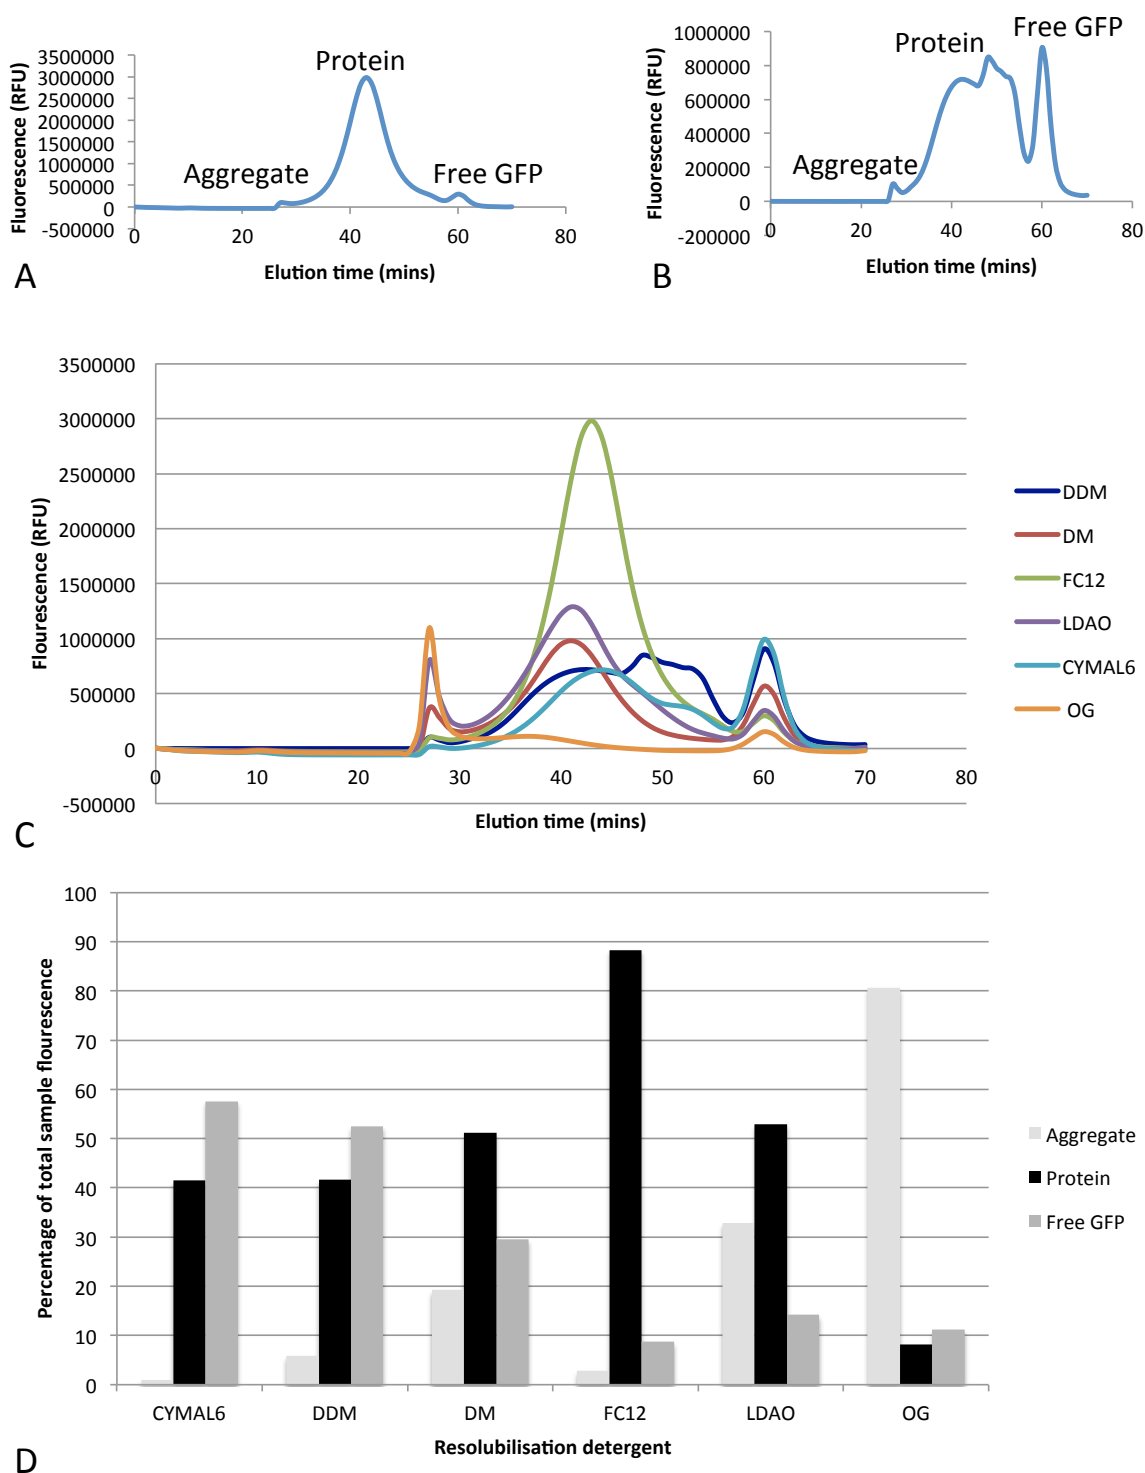 Protein
Aggregate
Free GFP
3500000
3000000
2500000
2000000
1500000
1000000
500000
0
-500000
0 20 40 60 80
Fluorescence (RFU)
Elution time (mins)
A
Protein
Free GFP
Aggregate
1000000
800000
600000
400000
200000
0
-200000
0 20 40 60 80
Fluorescence (RFU)
Elution time (mins)
B
3500000
3000000
2500000
2000000
1500000
1000000
500000
0
-500000
0 10 20 30 40 50 60 70 80
Flourescence (RFU)
Elution time (mins)
DDM
DM
FC12
LDAO
CYMAL6
OG
C
100
90
80
70
60
50
40
30
20
10
0
Percentage of total sample flourescence
CYMAL6 DDM DM FC12 LDAO OG
Resolubilisation detergent
Aggregate
Protein
Free GFP
D